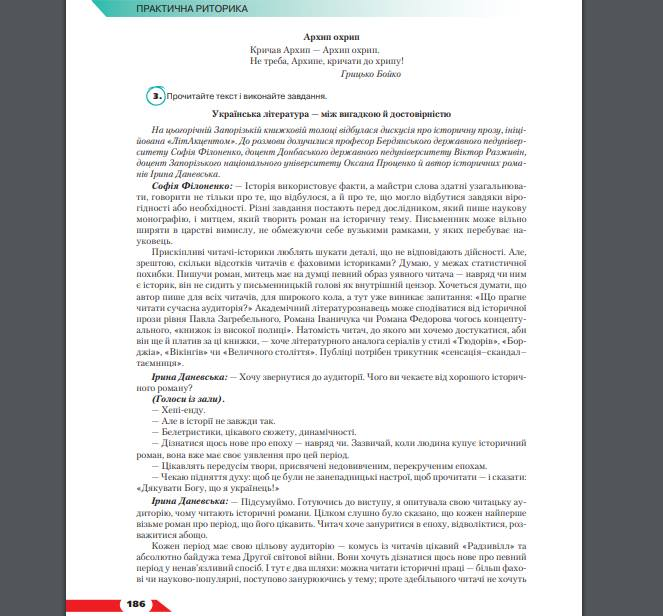 ПРАКТИЧНА РИТОРИКА
Архип охрип
Кричав Архип — Архип охрип.
Не треба, Архипе, кричати до хрипу!
Грицько Бойко
3. Прочитайте текст і виконайте завдання.
Українська література — між вигадкою й достовірністю
На цьогорічній Запорізькій книжковій толоці відбулася дискусія про історичну прозу, ініці-
йована «ЛітАкцентом». До розмови долучилися професор Бердянського державного педунівер-
ситету Софія Філоненко, доцент Донбаського державного педуніверситету Віктор Разживін,
доцент Запорізького національного університету Оксана Проценко й автор історичних рома-
нів Ірина Даневська.
Софія Філоненко: — Історія використовує факти, а майстри слова здатні узагальнюва-
ти, говорити не тільки про те, що відбулося, а й про те, що могло відбутися завдяки віро-
гідності або необхідності. Різні завдання постають перед дослідником, який пише наукову
монографію, і митцем, який творить роман на історичну тему. Письменник може вільно
ширяти в царстві вимислу, не обмежуючи себе вузькими рамками, у яких перебуває на-
уковець.
Прискіпливі читачі-історики люблять шукати деталі, що не відповідають дійсності. Але,
зрештою, скільки відсотків читачів є фаховими істориками? Думаю, у межах статистичної
похибки. Пишучи роман, митець має на думці певний образ уявного читача — навряд чи ним
є історик, він не сидить у письменницькій голові як внутрішній цензор. Хочеться думати, що
автор пише для всіх читачів, для широкого кола, а тут уже виникає запитання: «Що прагне
читати сучасна аудиторія?» Академічний літературознавець може сподіватися від історичної
прози рівня Павла Загребельного, Романа Іваничука чи Романа Федорова чогось концепту-
ального, «книжок із високої полиці». Натомість читач, до якого ми хочемо достукатися, аби
він ще й платив за ці книжки, — хоче літературного аналога серіалів у стилі «Тюдорів», «Бор-
джіа», «Вікінгів» чи «Величного століття». Публіці потрібен трикутник «сенсація–скандал–
таємниця».
Ірина Даневська: — Хочу звернутися до аудиторії. Чого ви чекаєте від хорошого історич-
ного роману?
(Голоси із зали).
— Хепі-енду.
— Але в історії не завжди так.
— Белетристики, цікавого сюжету, динамічності.
— Дізнатися щось нове про епоху — навряд чи. Зазвичай, коли людина купує історичний
роман, вона вже має своє уявлення про цей період.
— Цікавлять передусім твори, присвячені недовивченим, перекрученим епохам.
— Чекаю підняття духу: щоб це були не занепадницькі настрої, щоб прочитати — і сказати:
«Дякувати Богу, що я українець!»
Ірина Даневська: — Підсумуймо. Готуючись до виступу, я опитувала свою читацьку ау-
диторію, чому читають історичні романи. Цілком слушно було сказано, що кожен найперше
візьме роман про період, що його цікавить. Читач хоче зануритися в епоху, відволіктися, роз-
важитися абощо.
Кожен період має свою цільову аудиторію — комусь із читачів цікавий «Радзивілл» та
абсолютно байдужа тема Другої світової війни. Вони хочуть дізнатися щось нове про певний
період у ненав’язливий спосіб. І тут є два шляхи: можна читати історичні праці — більш фахо-
ві чи науково-популярні, поступово занурюючись у тему; проте здебільшого читачі не хочуть
186